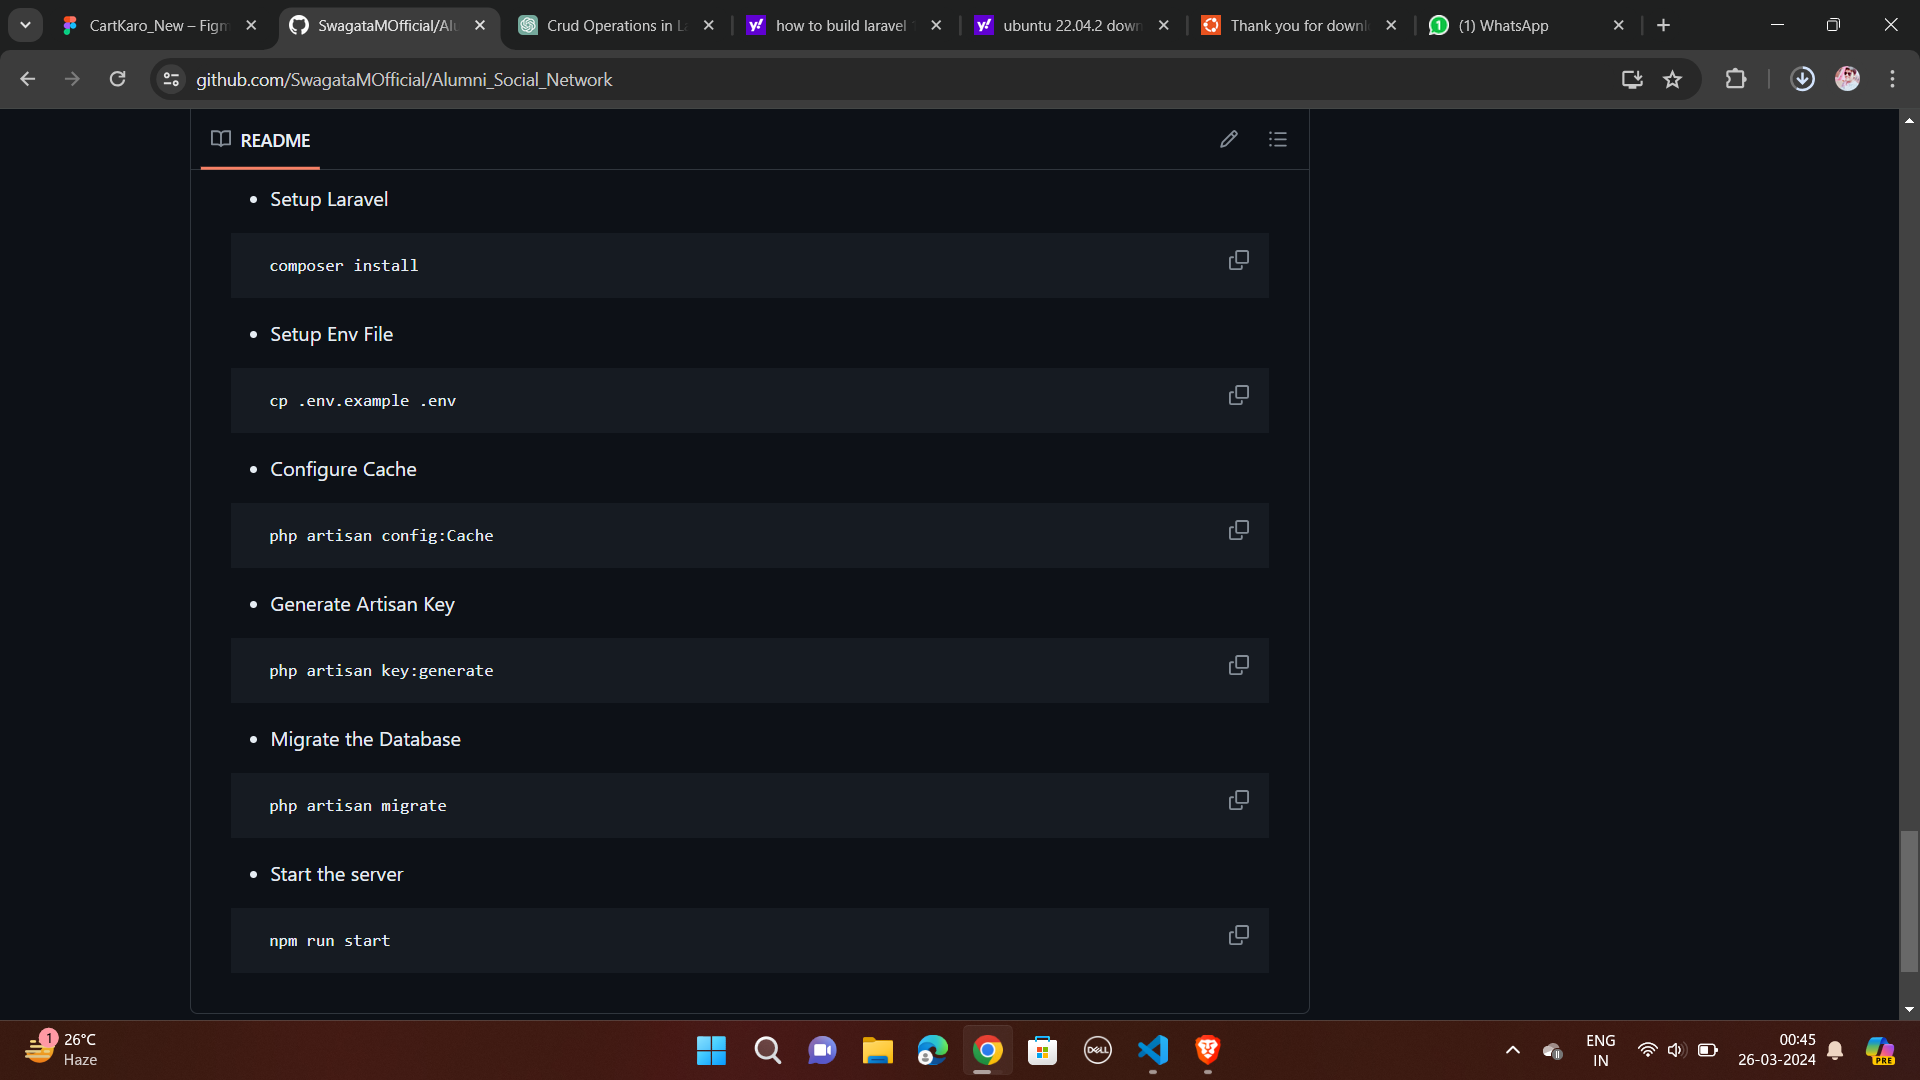 CartKaro_New – Figm
SwagataMOfficial/Alu
Crud Operations in La
how to build laravel
ubuntu 22.04.2 down
Thank you for downl
(1) WhatsApp
github.com/SwagataMOfficial/Alumni_Social_Network
README
Setup Laravel
composer install
Setup Env File
cp .env.example .env
Configure Cache
php artisan config:Cache
Generate Artisan Key
php artisan key:generate
Migrate the Database
php artisan migrate
Start the server
npm run start
1
26°C
Haze
DELL
ENG
IN
00:45
26-03-2024
PRE